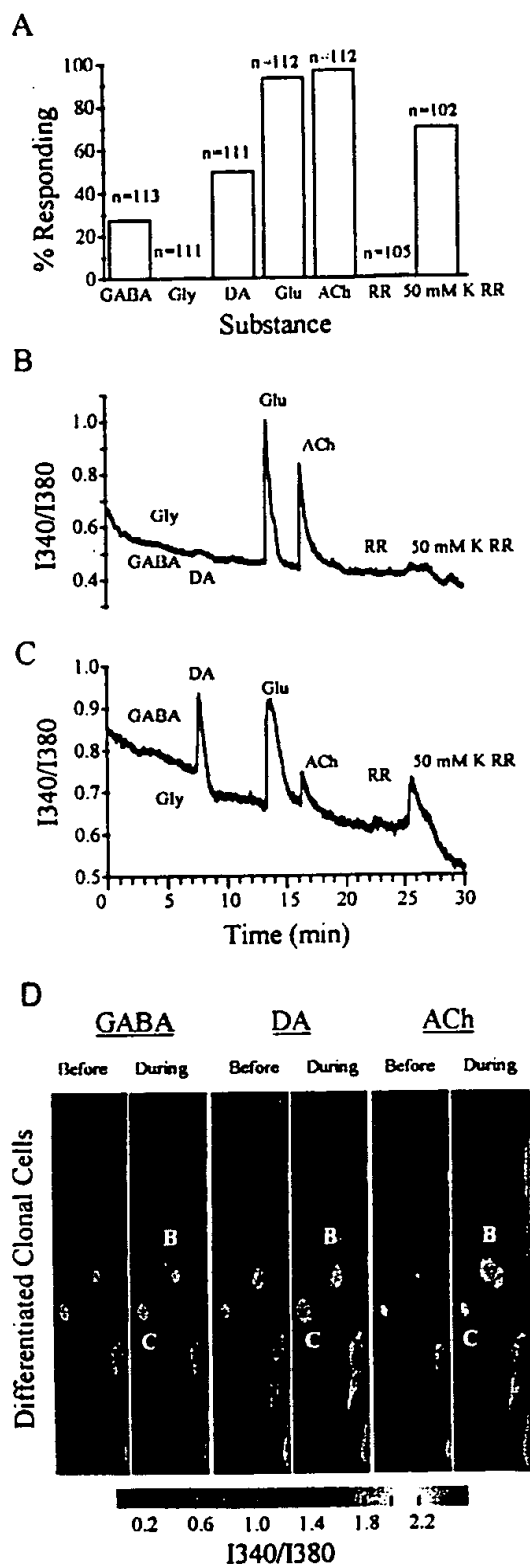 A
% Responding
100
80
60
40
20
0
n=113
n=111
n=111
n=112
n=112
n=105
n=102
GABA Gly DA Glu ACh RR 50 mM K RR
Substance
B
I340/I380
1.0
0.8
0.6
0.4
Gly
GABA
DA
Glu
ACh
RR
50 mM K RR
C
I340/I380
1.0
0.9
0.8
0.7
0.6
0.5
GABA
Gly
DA
Glu
ACh
RR
50 mM K RR
0 5 10 15 20 25 30
Time (min)
D
GABA DA ACh
Before During Before During Before During
Differentiated Clonal Cells
B B B
C C C
0.2 0.6 1.0 1.4 1.8 2.2
I340/I380